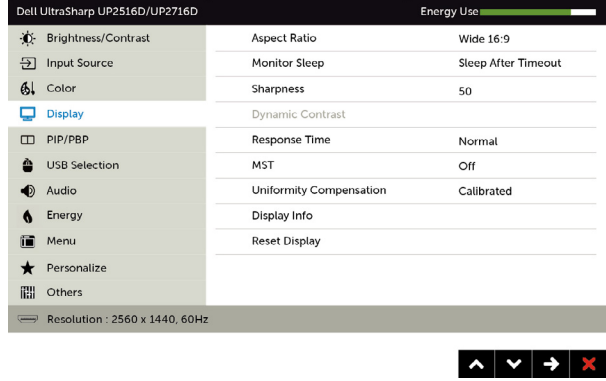 Dell UltraSharp UP2516D/UP2716D Energy Use
Brightness/Contrast
Input Source
Color
Display
PIP/PBP
USB Selection
Audio
Energy
Menu
Personalize
Others
Aspect Ratio Wide 16:9
Monitor Sleep Sleep After Timeout
Sharpness 50
Dynamic Contrast
Response Time Normal
MST Off
Uniformity Compensation Calibrated
Display Info
Reset Display
Resolution : 2560 x 1440, 60Hz